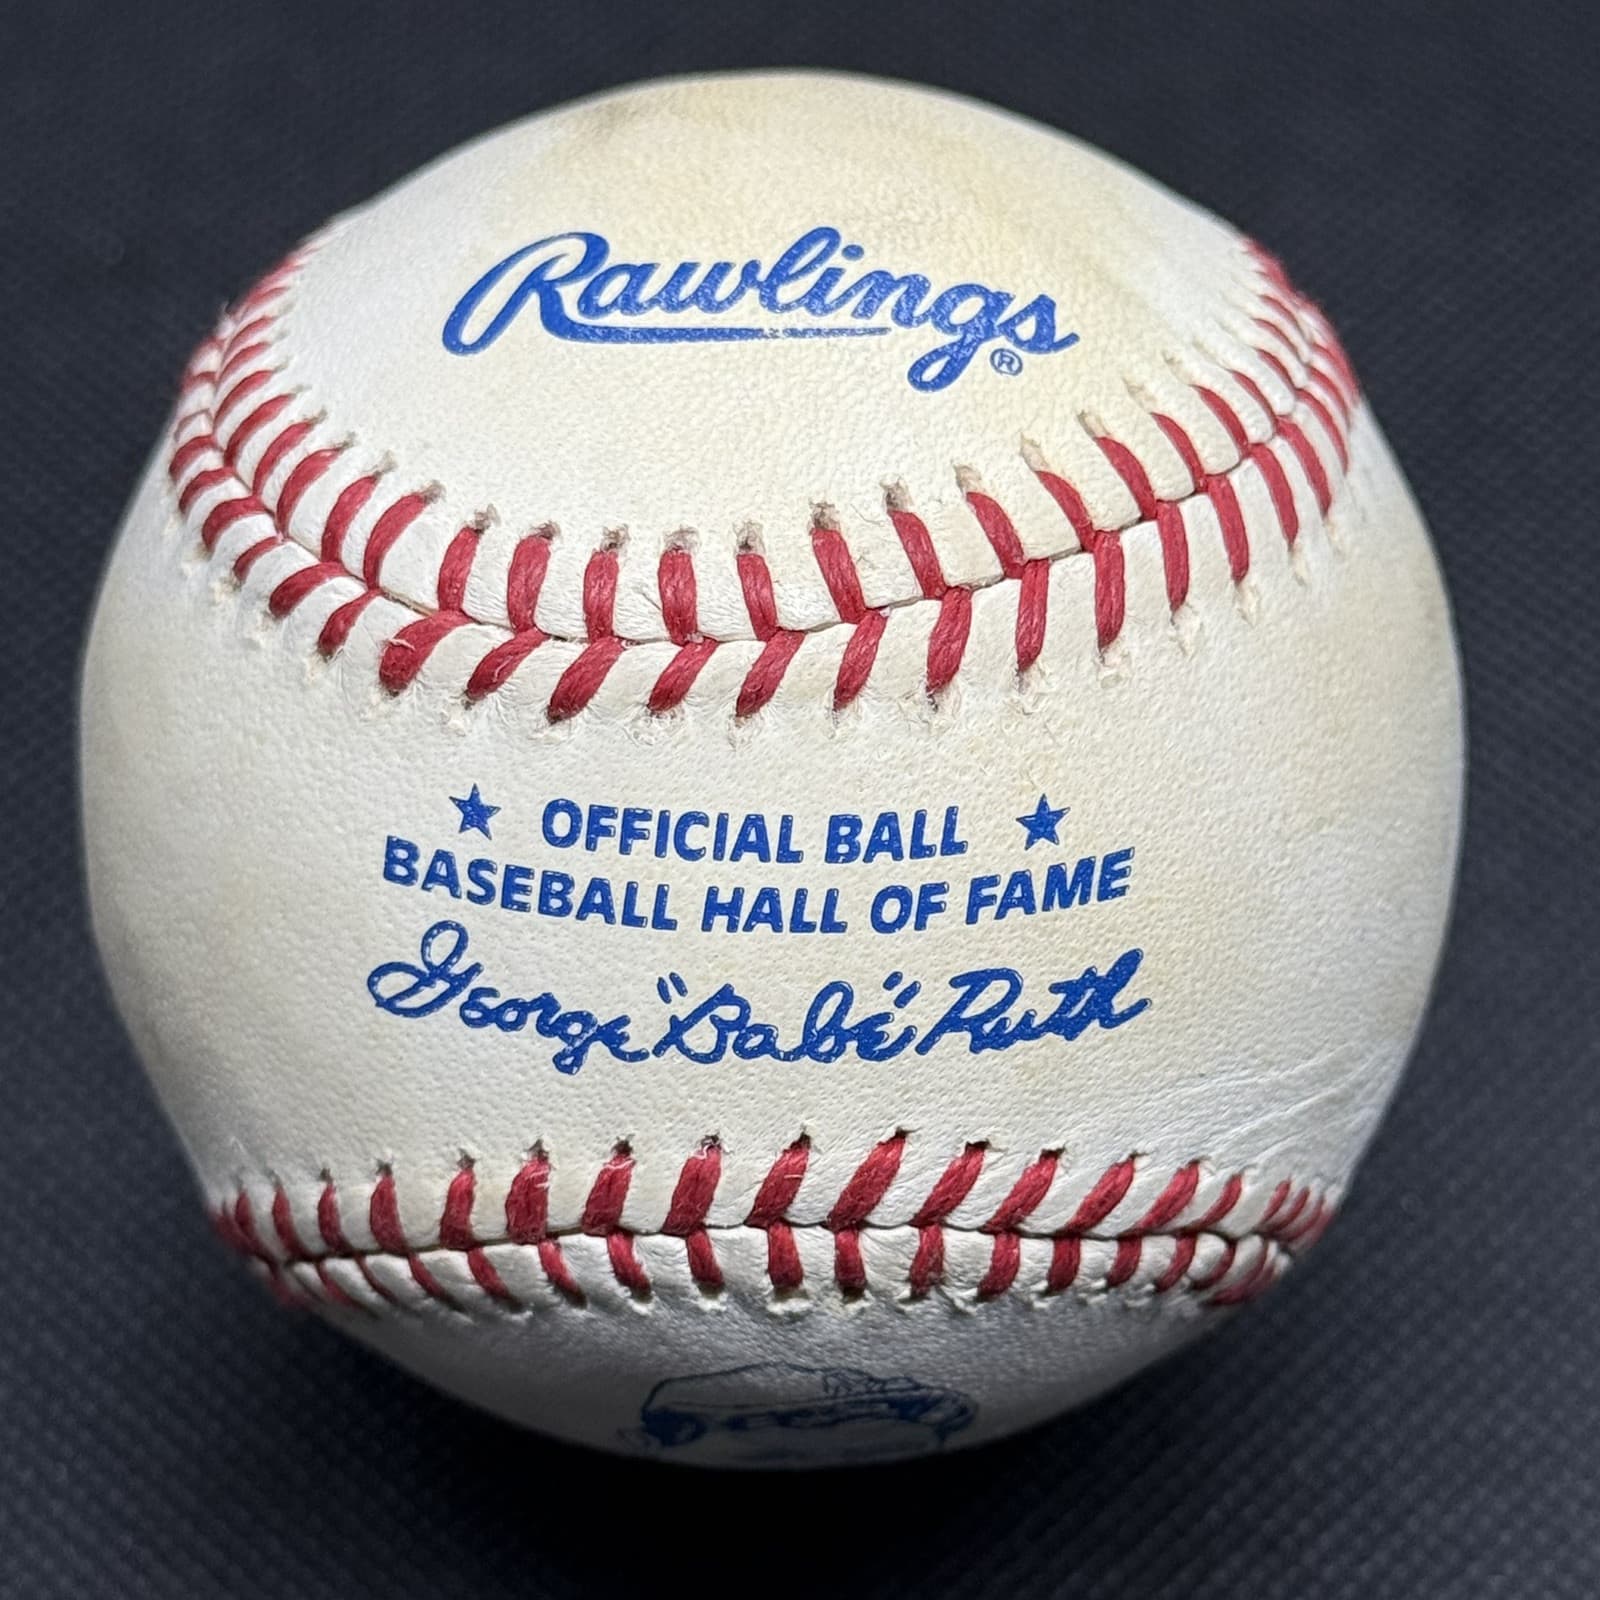 Rawlings®
★ OFFICIAL BALL ★
BASEBALL HALL OF FAME
George "Babe" Ruth